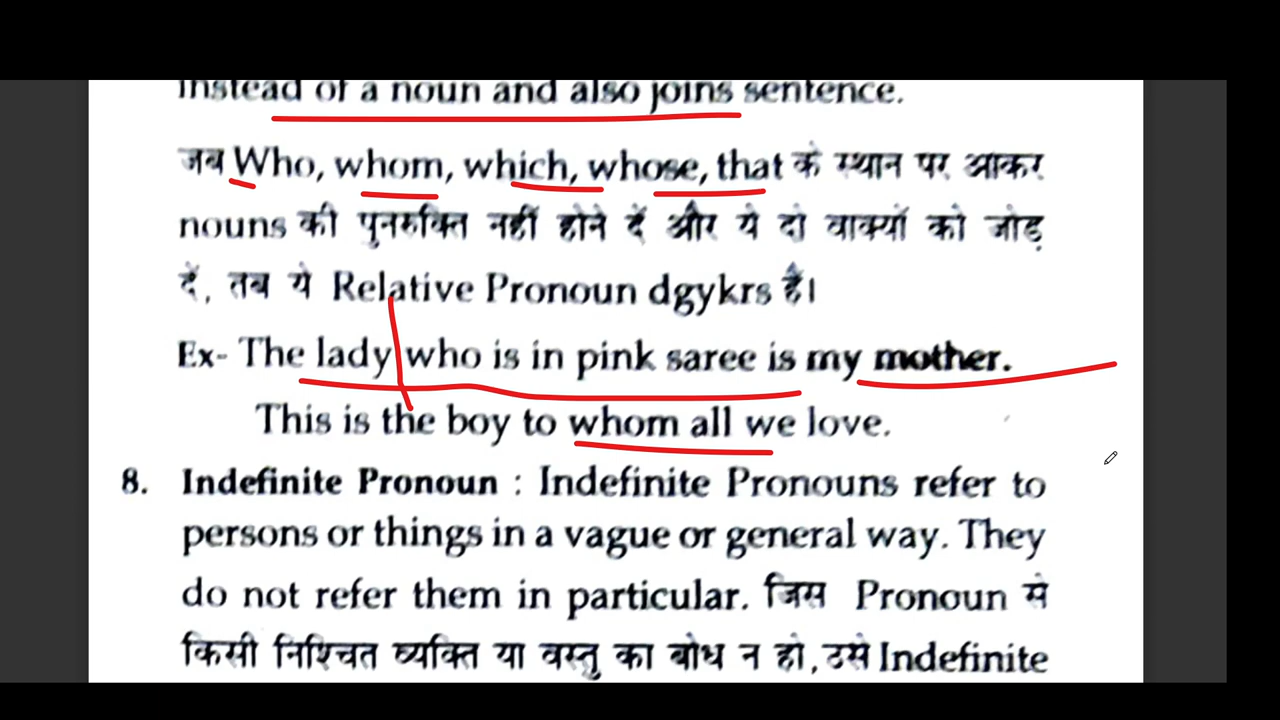 instead of a noun and also joins sentence.
जब Who, whom, which, whose, that के स्थान पर आकर
nouns की पुनरुक्ति नहीं होने दें और ये दो वाक्यों को जोड़
दें, तब ये Relative Pronoun dgykrs हैं।
Ex- The lady who is in pink saree is my mother.
This is the boy to whom all we love.
8. Indefinite Pronoun : Indefinite Pronouns refer to
persons or things in a vague or general way. They
do not refer them in particular. जिस Pronoun से
किसी निश्चित व्यक्ति या वस्तु का बोध न हो, उसे Indefinite